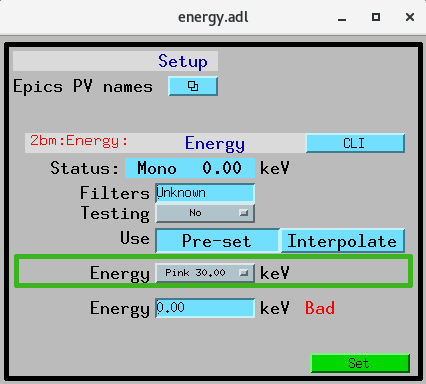 energy.adl
Setup
Epics PV names
2bm:Energy: Energy CLI
Status: Mono 0.00 keV
Filters Unknown
Testing No
Use Pre-set Interpolate
Energy Pink 30.00 keV
Energy 0.00 keV Bad
Set